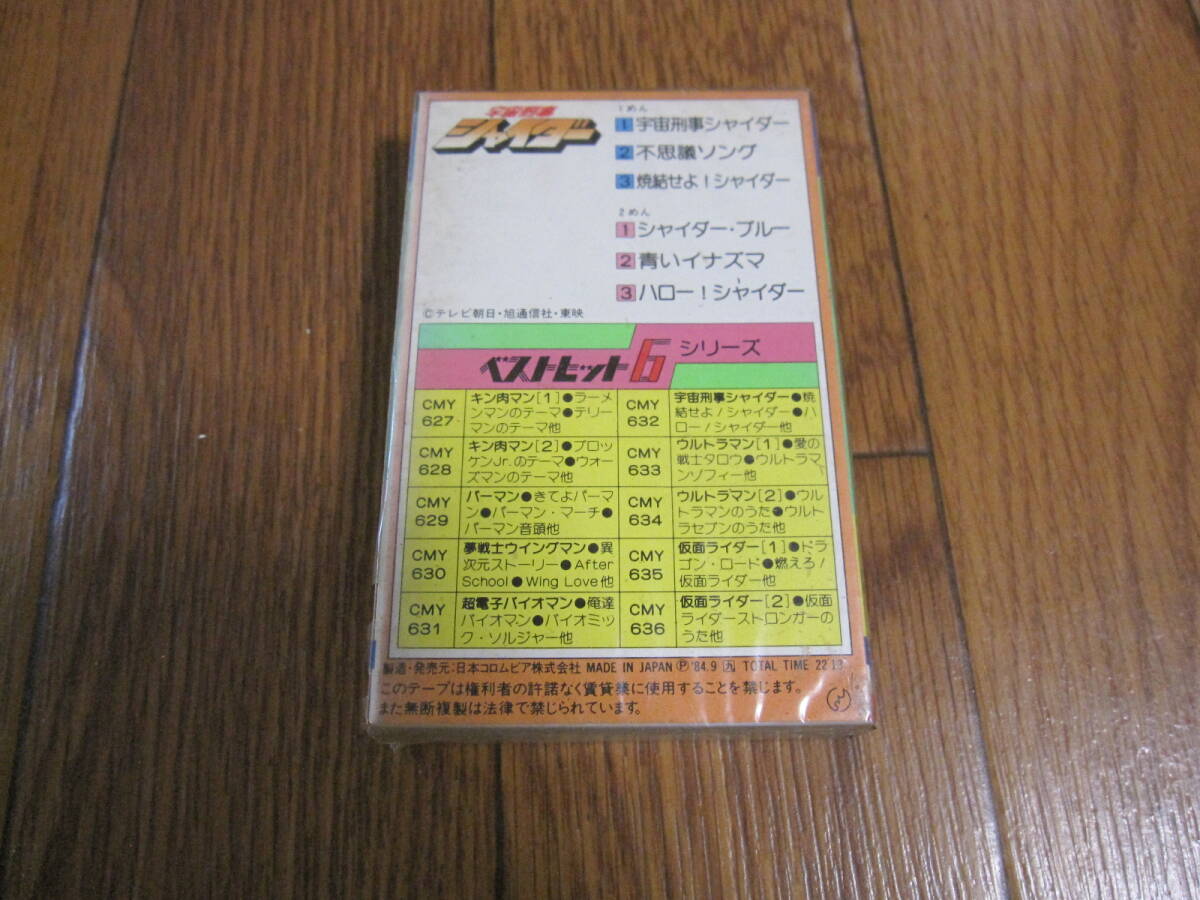 宇宙刑事
シャイダー
1めん
1 宇宙刑事シャイダー
2 不思議ソング
3 焼結せよ!シャイダー
2めん
1 シャイダー・ブルー
2 青いイナズマ
3 ハロー!シャイダー
©テレビ朝日・旭通信社・東映
ベストヒット6 シリーズ
CMY
627
キン肉マン[1]●ラーメ
ンマンのテーマ●テリー
マンのテーマ他
CMY
628
キン肉マン[2]●ブロッ
ケンJr.のテーマ●ウォー
ズマンのテーマ他
CMY
629
パーマン●きてよパーマ
ン●パーマン・マーチ●
パーマン音頭他
CMY
630
夢戦士ウイングマン●異
次元ストーリー●After
School●Wing Love他
CMY
631
超電子バイオマン●俺達
バイオマン●バイオミッ
ク・ソルジャー他
CMY
632
宇宙刑事シャイダー●焼
結せよ!シャイダー●ハ
ロー!シャイダー他
CMY
633
ウルトラマン[1]●愛の
戦士タロウ●ウルトラマ
ンゾフィー他
CMY
634
ウルトラマン[2]●ウル
トラマンのうた●ウルト
ラセブンのうた他
CMY
635
仮面ライダー[1]●ドラ
ゴン・ロード●燃えろ!
仮面ライダー他
CMY
636
仮面ライダー[2]●仮面
ライダーストロンガーの
うた他
製造・発売元:日本コロムビア株式会社 MADE IN JAPAN Ⓟ'84.9 TOTAL TIME 22'13
このテープは権利者の許諾なく賃貸業に使用することを禁じます。
また無断複製は法律で禁じられています。